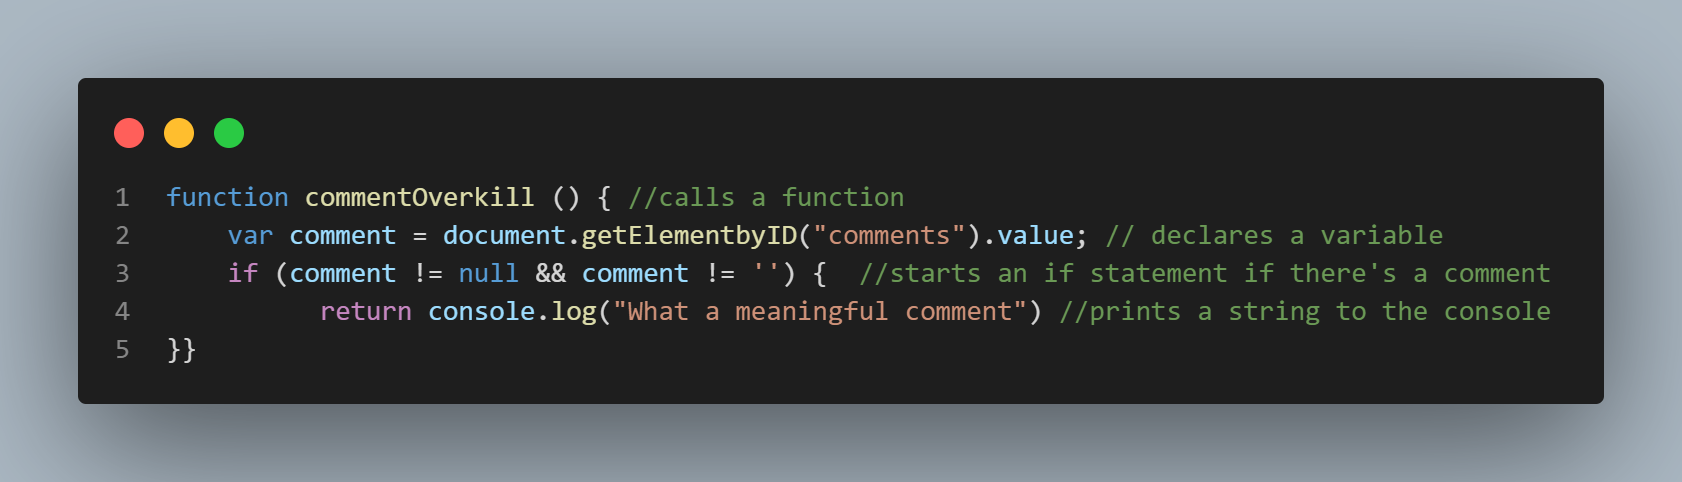 1 function commentOverkill () { //calls a function
2 var comment = document.getElementbyID("comments").value; // declares a variable
3 if (comment != null && comment != '') {  //starts an if statement if there's a comment
4 return console.log("What a meaningful comment") //prints a string to the console
5 }}